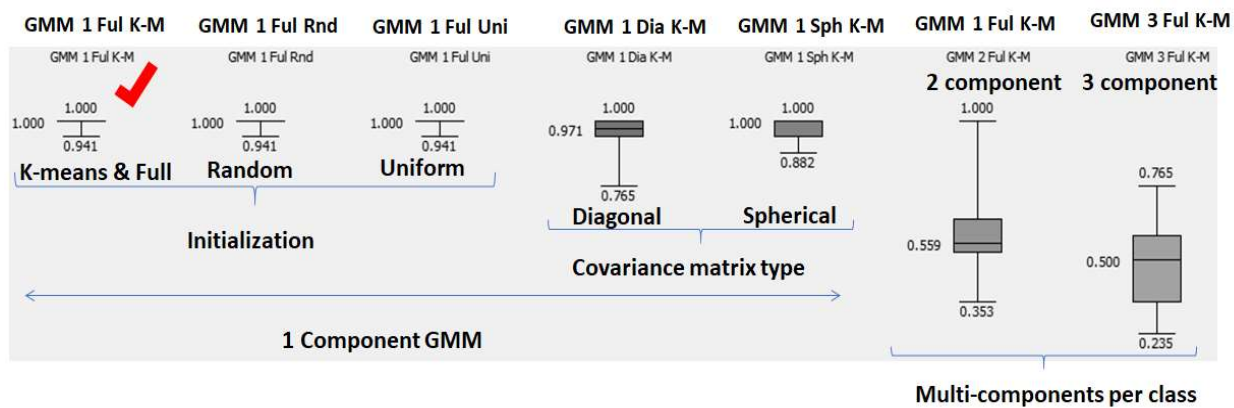 GMM 1 Ful K-M GMM 1 Ful Rnd GMM 1 Ful Uni GMM 1 Dia K-M GMM 1 Sph K-M GMM 1 Ful K-M GMM 3 Ful K-M
GMM 1 Ful K-M GMM 1 Ful Rnd GMM 1 Ful Uni GMM 1 Dia K-M GMM 1 Sph K-M GMM 2 Ful K-M GMM 3 Ful K-M
2 component 3 component
1.000 1.000 1.000 1.000 1.000 1.000
1.000 1.000 1.000 0.971 1.000
0.941 0.941 0.941
0.882
K-means & Full Random Uniform 0.765 0.765
Diagonal Spherical
Initialization
0.559
0.500
Covariance matrix type
0.353
1 Component GMM
0.235
Multi-components per class